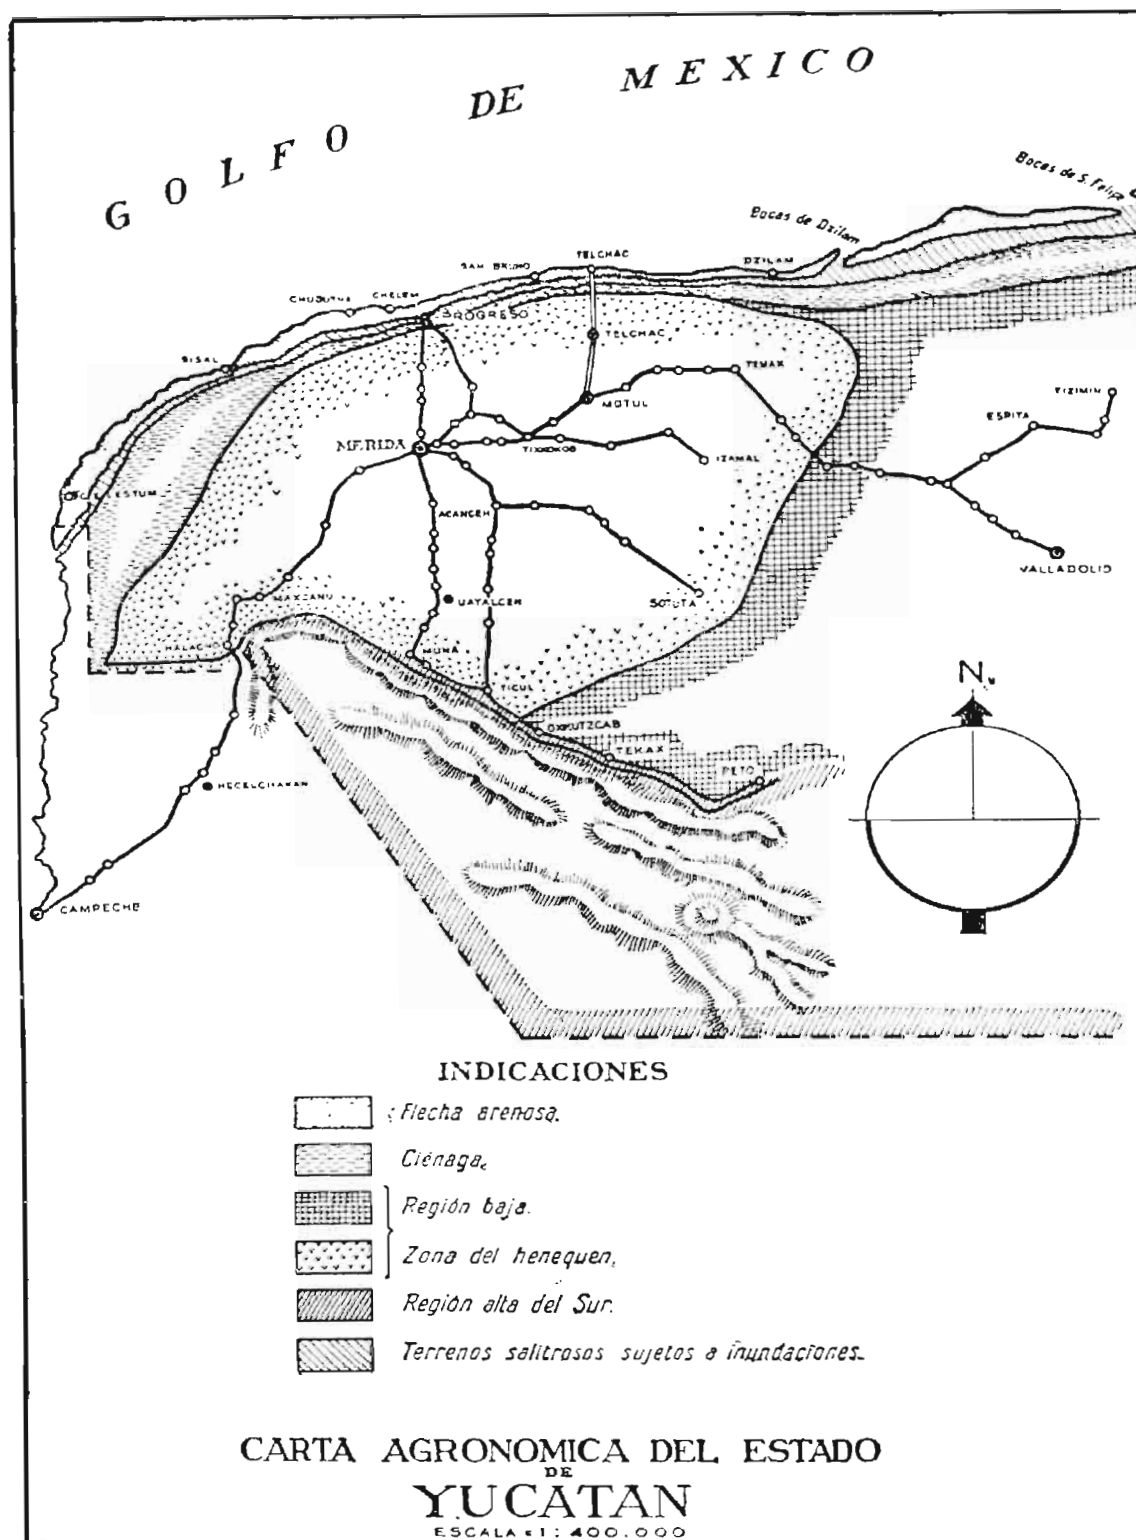 GOLFO DE MEXICO
Bocas de S. Felipe
Bocas de Dzilam
TELCHAC
SAN BRUNO
DZILAM
CHUBURNA
CHELEM
PROGRESO
TELCHAC
SISAL
TEMAX
MOTUL
TIZIMIN
ESPITA
MERIDA
TIXKOKOB
IZAMAL
CELESTUM
ACANCEH
VALLADOLID
MAXCANU
UAYALCEH
SOTUTA
HALACHO
MUNA
TICUL
N
OXKUTZCAB
TEKAX
PETO
HECELCHAKAN
CAMPECHE
INDICACIONES
Flecha arenosa.
Ciénaga.
Región baja.
Zona del henequen.
Región alta del Sur.
Terrenos salitrosos sujetos a inundaciones.
CARTA AGRONOMICA DEL ESTADO
DE
YUCATAN
ESCALA = 1 : 400.000